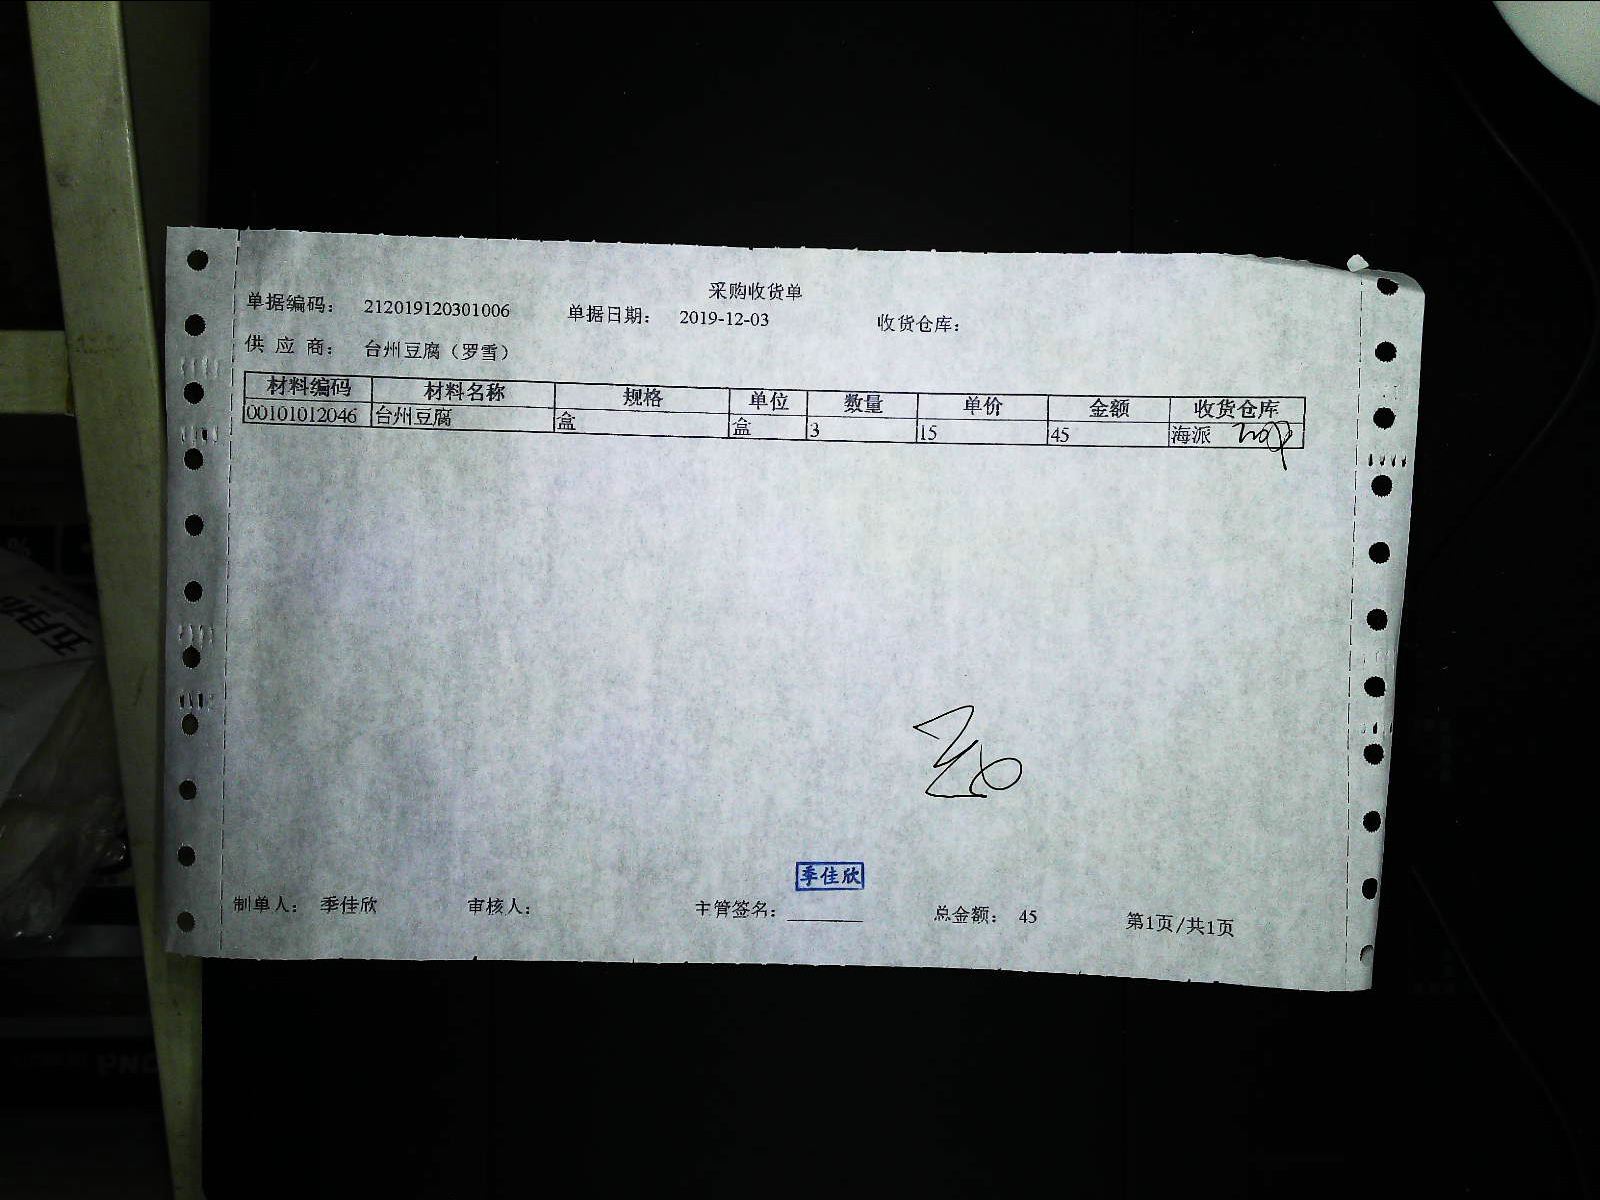 采购收货单
单据编码： 212019120301006 单据日期： 2019-12-03 收货仓库：
供 应 商： 台州豆腐（罗雪）
材料编码 材料名称 规格 单位 数量 单价 金额 收货仓库
00101012046 台州豆腐 盒 盒 3 15 45 海派
季佳欣
制单人： 季佳欣 审核人： 主管签名： 总金额： 45 第1页/共1页